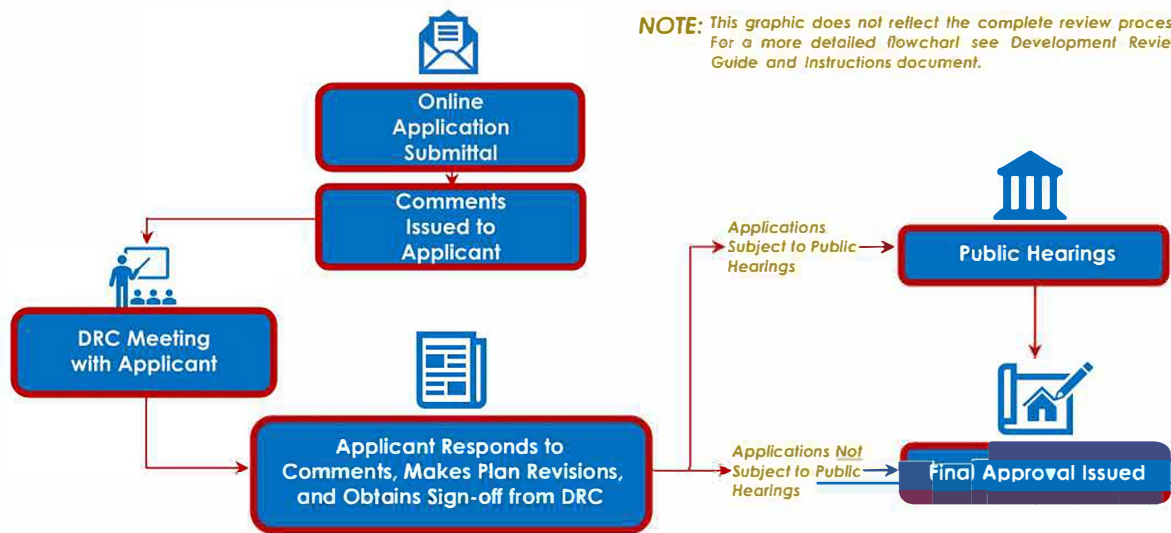 NOTE: This graphic does not reflect the complete review proces
For a more detailed flowchart see Development Revie
Guide and Instructions document.
Online
Application
Submittal
Comments
Issued to
Applicant
DRC Meeting
with Applicant
Applicant Responds to
Comments, Makes Plan Revisions,
and Obtains Sign-off from DRC
Applications
Subject to Public
Hearings
Public Hearings
Applications Not
Subject to Public
Hearings
Final Approval Issued